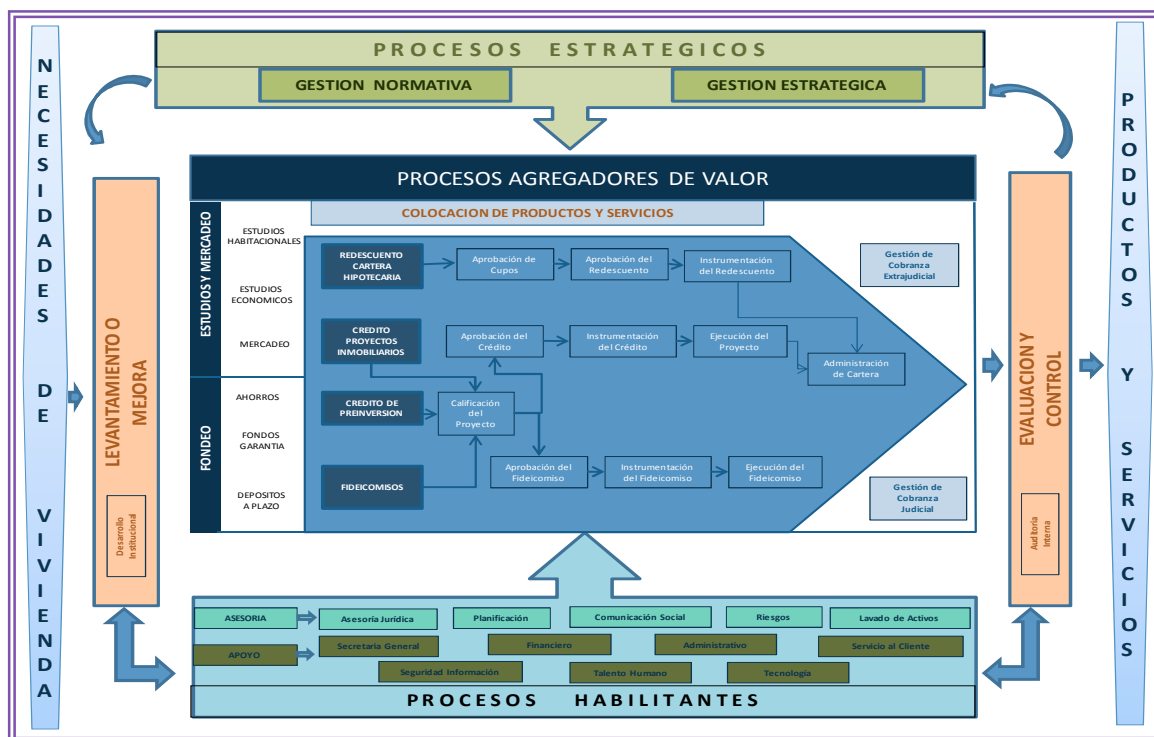 PROCESOS ESTRATEGICOS
GESTION NORMATIVA
GESTION ESTRATEGICA
NECESIDADES DE VIVIENDA
LEVANTAMIENTO O
MEJORA
Desarrollo
Institucional
PROCESOS AGREGADORES DE VALOR
COLOCACION DE PRODUCTOS Y SERVICIOS
ESTUDIOS Y MERCADEO
ESTUDIOS
HABITACIONALES
ESTUDIOS
ECONOMICOS
MERCADEO
FONDEO
AHORROS
FONDOS
GARANTIA
DEPOSITOS
A PLAZO
REDESCUENTO
CARTERA
HIPOTECARIA
Aprobación de
Cupos
Aprobación del
Redescuento
Instrumentación
del Redescuento
CREDITO
PROYECTOS
INMOBILIARIOS
Aprobación del
Crédito
Instrumentación
del Crédito
Ejecución del
Proyecto
Administración
de Cartera
CREDITO DE
PREINVERSION
Calificación
del
Proyecto
FIDEICOMISOS
Aprobación del
Fideicomiso
Instrumentación
del Fideicomiso
Ejecución del
Fideicomiso
Gestión de
Cobranza
Extrajudicial
Gestión de
Cobranza
Judicial
EVALUACION Y
CONTROL
Auditoria
Interna
PRODUCTOS Y SERVICIOS
ASESORIA
Asesoría Jurídica
Planificación
Comunicación Social
Riesgos
Lavado de Activos
APOYO
Secretaria General
Financiero
Administrativo
Servicio al Cliente
Seguridad Información
Talento Humano
Tecnología
PROCESOS HABILITANTES